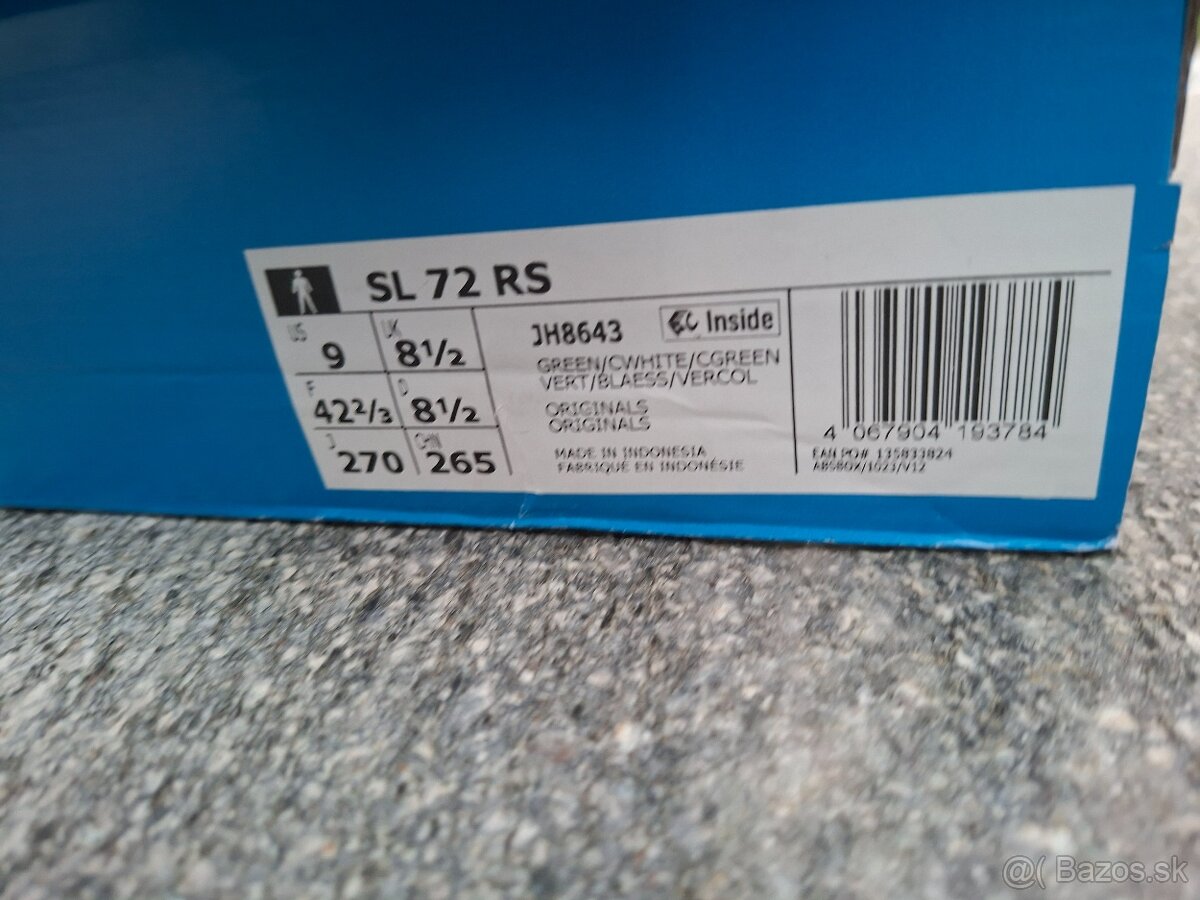 SL 72 RS
US 9 UK 8½
F 42⅔ D 8½
J 270 CHN 265
JH8643
Inside
GREEN/CWHITE/CGREEN
VERT/BLAESS/VERCOL
ORIGINALS
ORIGINALS
MADE IN INDONESIA
FABRIQUÉ EN INDONÉSIE
4 067904 193784
EAN PO# 135833824
ABSBOX/1023/V12
@( Bazos.sk